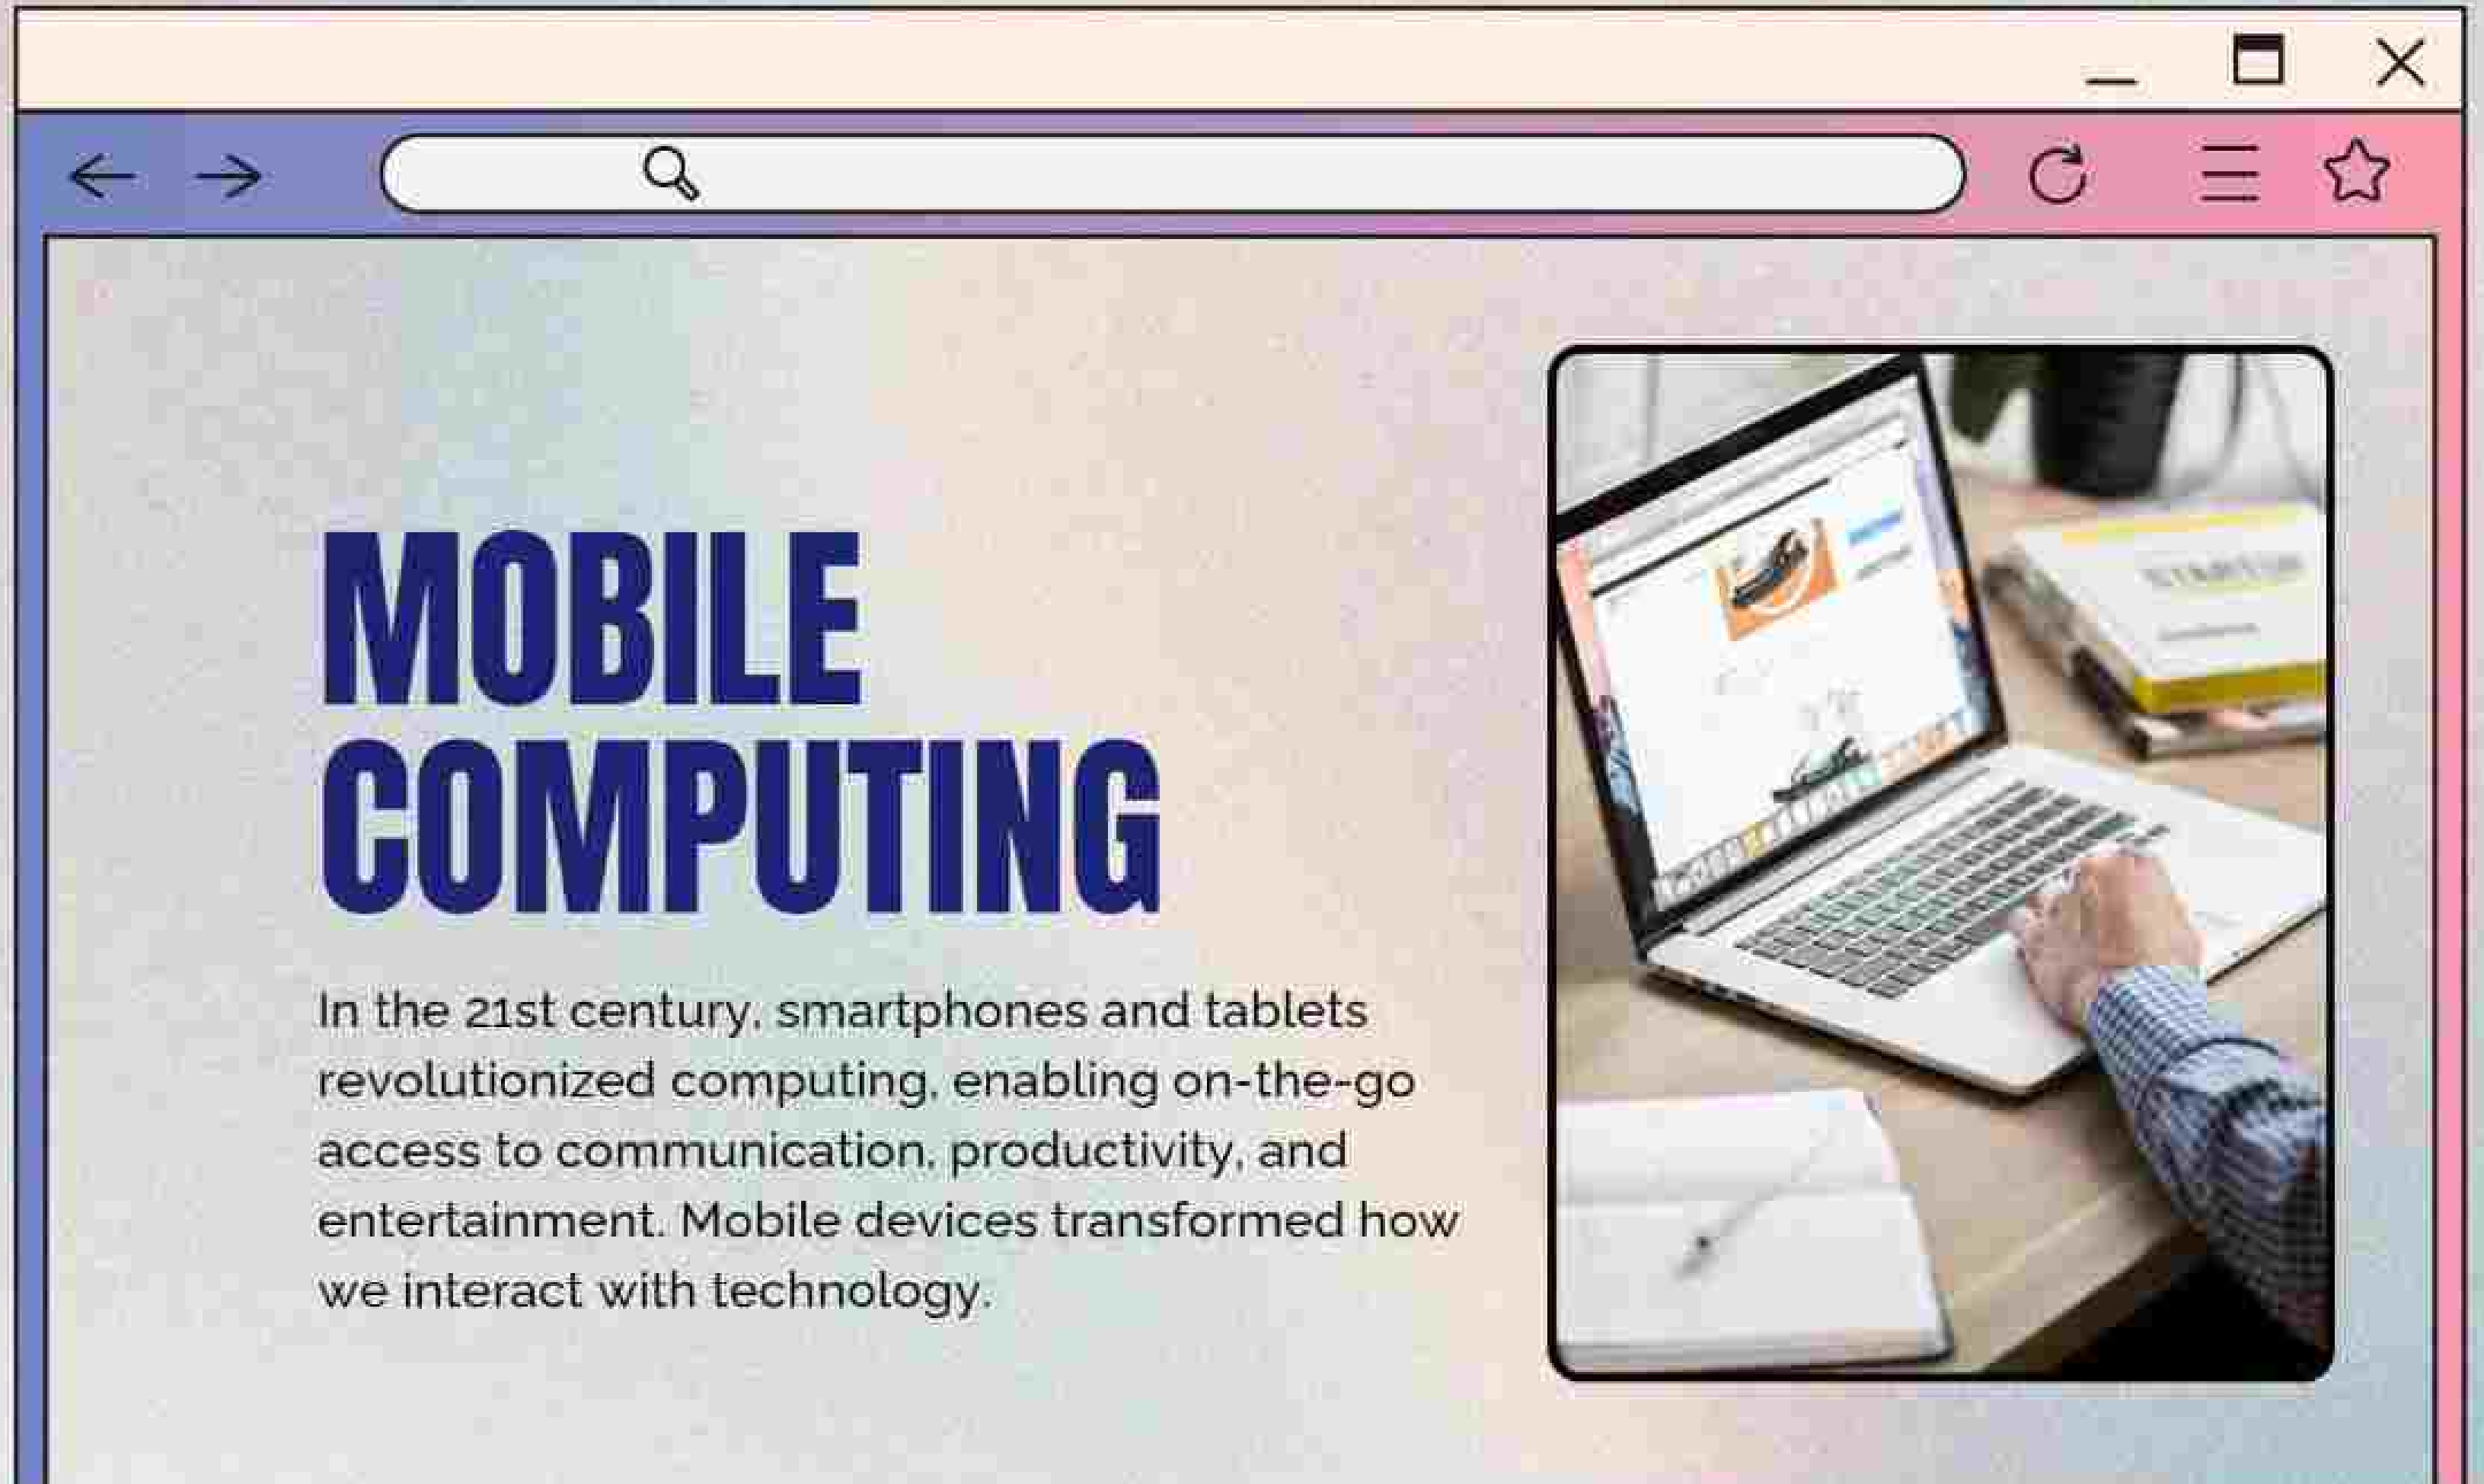 MOBILE
COMPUTING
In the 21st century, smartphones and tablets
revolutionized computing, enabling on-the-go
access to communication, productivity, and
entertainment. Mobile devices transformed how
we interact with technology.